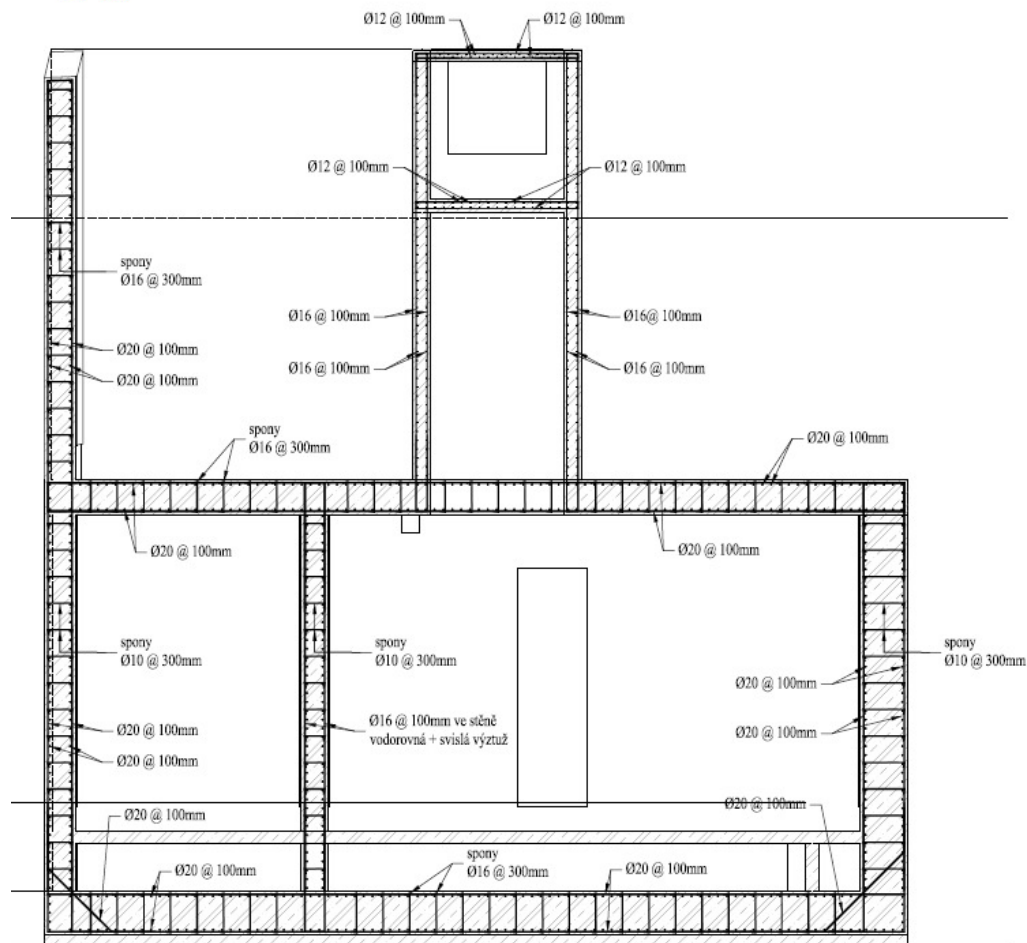 Ø12 @ 100mm
Ø12 @ 100mm
Ø12 @ 100mm
Ø12 @ 100mm
spony
Ø16 @ 300mm
Ø16 @ 100mm
Ø16@ 100mm
Ø20 @ 100mm
Ø16 @ 100mm
Ø16 @ 100mm
Ø20 @ 100mm
spony
Ø16 @ 300mm
Ø20 @ 100mm
Ø20 @ 100mm
Ø20 @ 100mm
spony
Ø10 @ 300mm
spony
Ø10 @ 300mm
spony
Ø10 @ 300mm
Ø20 @ 100mm
Ø20 @ 100mm
Ø16 @ 100mm ve stěně
vodorovná + svislá výztuž
Ø20 @ 100mm
Ø20 @ 100mm
Ø20 @ 100mm
Ø20 @ 100mm
Ø20 @ 100mm
spony
Ø16 @ 300mm
Ø20 @ 100mm